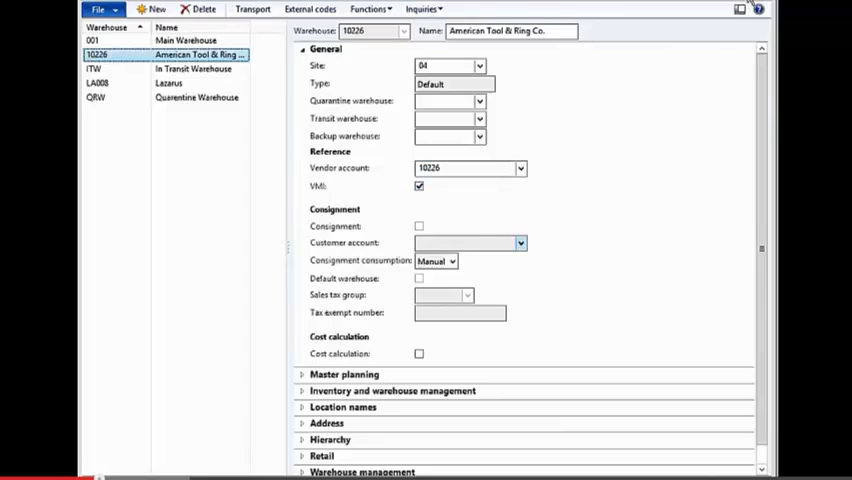 File New Delete Transport External codes Functions Inquiries
Warehouse Name
001 Main Warehouse
10226 American Tool & Ring ...
ITW In Transit Warehouse
LA008 Lazarus
QRW Quarentine Warehouse
Warehouse: 10226 Name: American Tool & Ring Co.
General
Site: 04
Type: Default
Quarantine warehouse:
Transit warehouse:
Backup warehouse:
Reference
Vendor account: 10226
VMI:
Consignment
Consignment:
Customer account:
Consignment consumption: Manual
Default warehouse:
Sales tax group:
Tax exempt number:
Cost calculation
Cost calculation:
Master planning
Inventory and warehouse management
Location names
Address
Hierarchy
Retail
Warehouse management